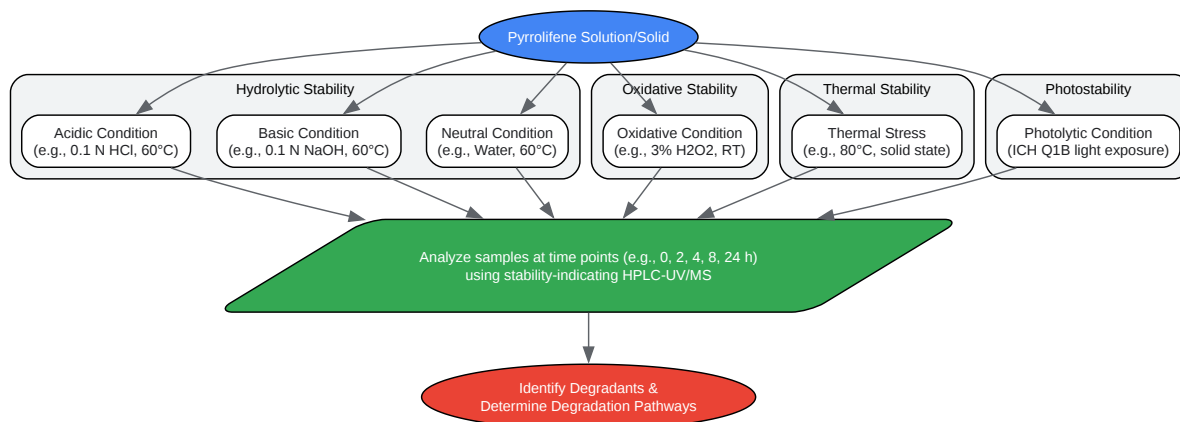 Pyrrolifene Solution/Solid
Hydrolytic Stability
Oxidative Stability
Thermal Stability
Photostability
Acidic Condition
(e.g., 0.1 N HCl, 60°C)
Basic Condition
(e.g., 0.1 N NaOH, 60°C)
Neutral Condition
(e.g., Water, 60°C)
Oxidative Condition
(e.g., 3% H2O2, RT)
Thermal Stress
(e.g., 80°C, solid state)
Photolytic Condition
(ICH Q1B light exposure)
Analyze samples at time points (e.g., 0, 2, 4, 8, 24 h)
using stability-indicating HPLC-UV/MS
Identify Degradants &
Determine Degradation Pathways